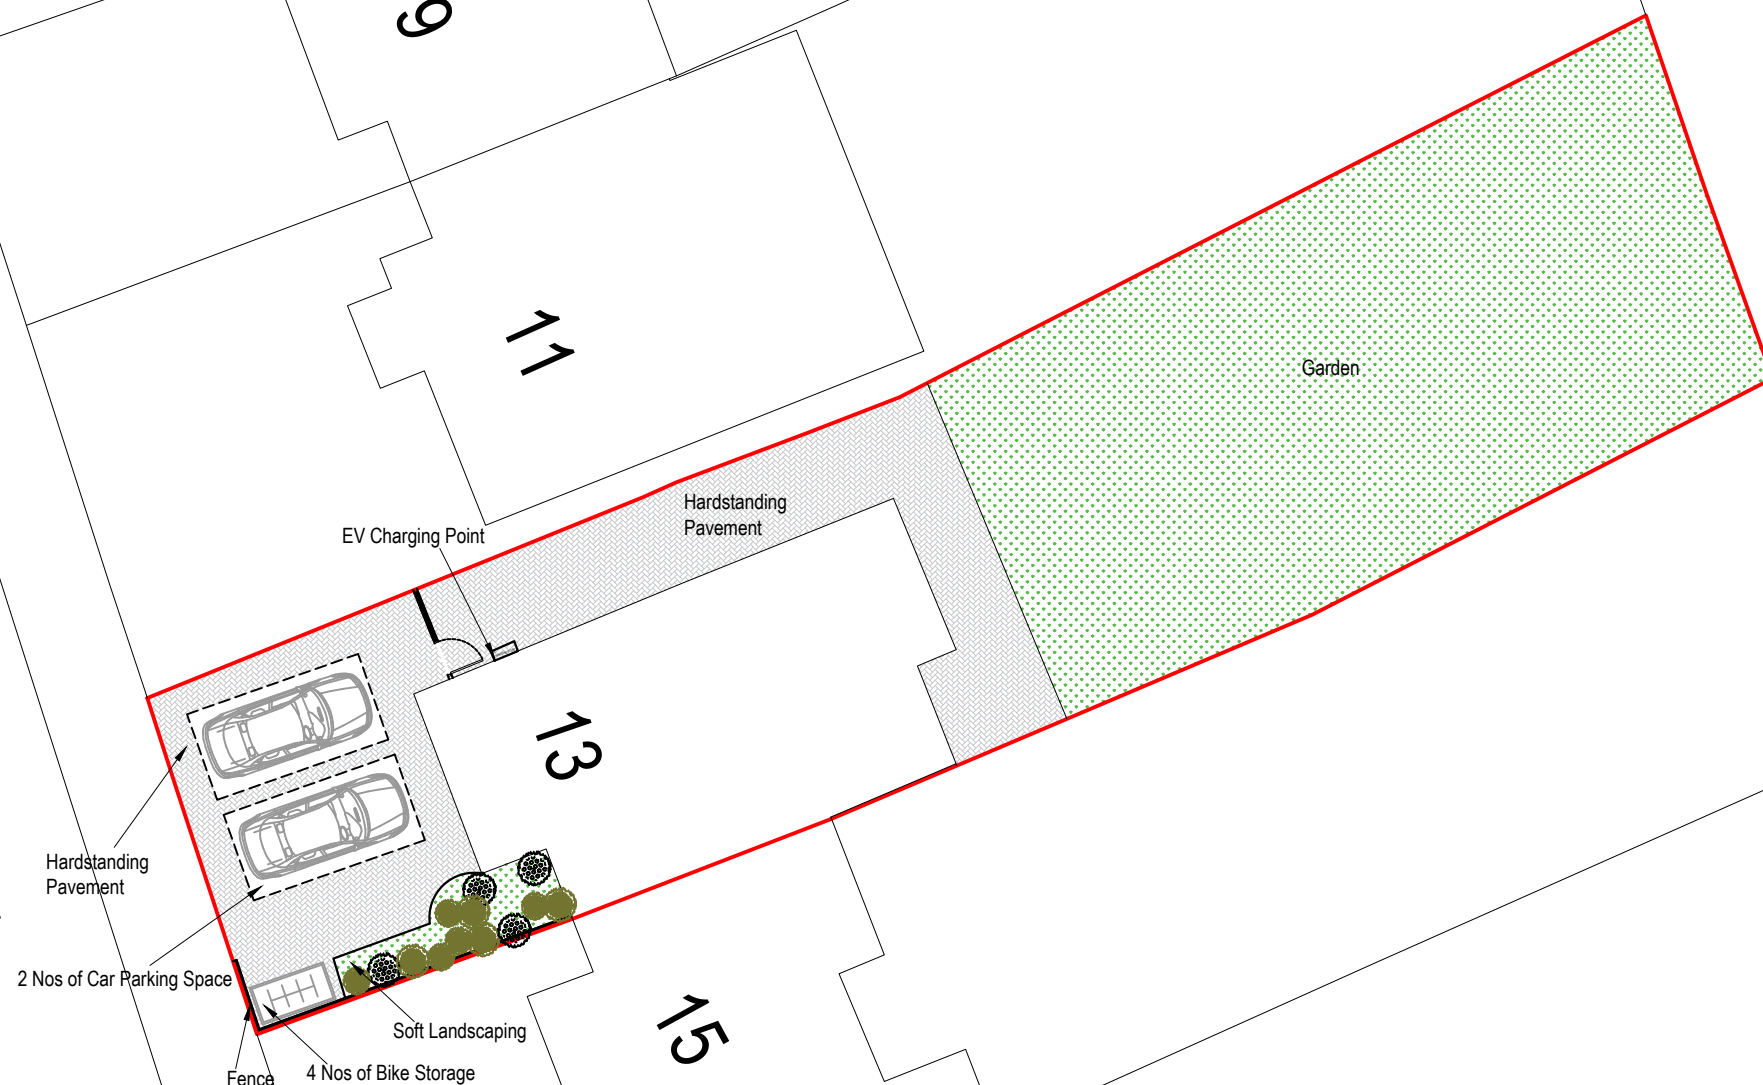 9
11
Garden
Hardstanding
Pavement
EV Charging Point
13
Hardstanding
Pavement
2 Nos of Car Parking Space
Soft Landscaping
15
4 Nos of Bike Storage
Fence